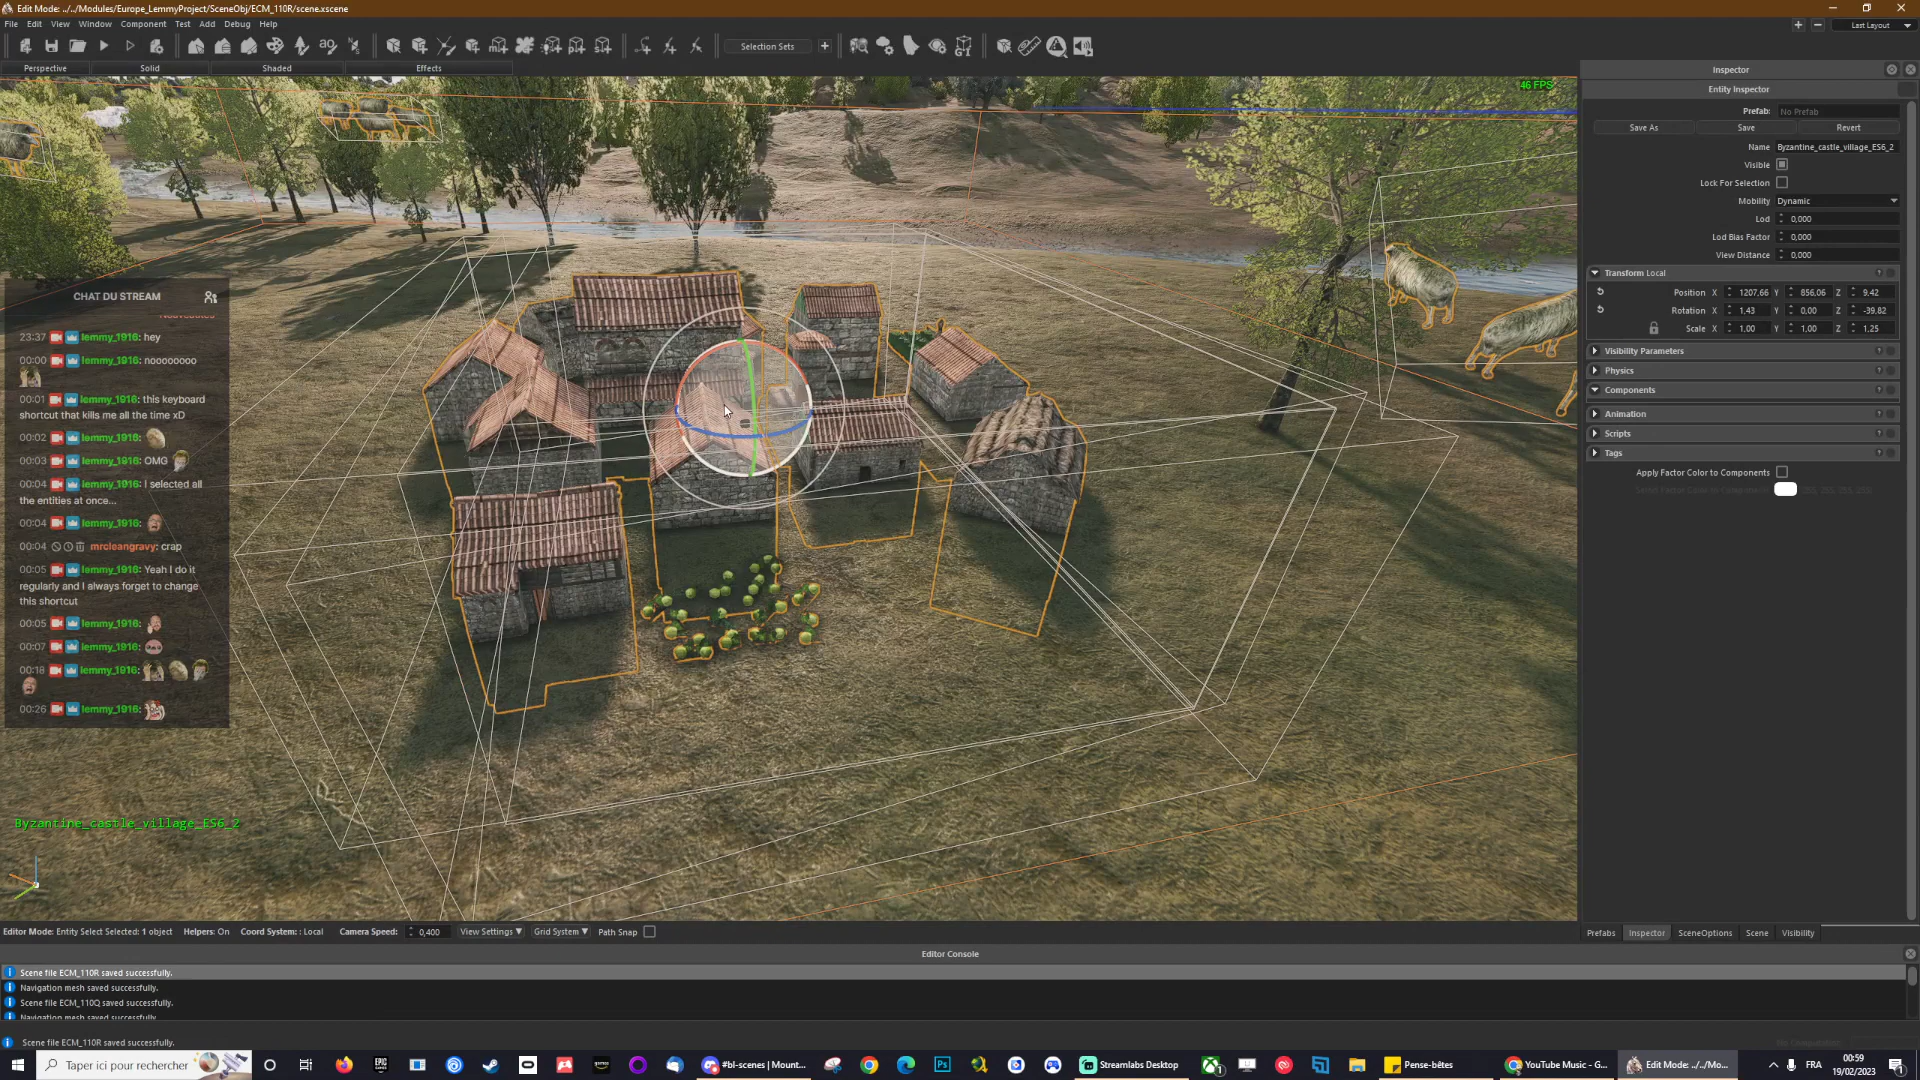 Edit Mode: ../../Modules/Europe_LemmyProject/SceneObj/ECM_110R/scene.xscene
File Edit View Window Component Test Add Debug Help
Last Layout
Selection Sets
Perspective Solid Shaded Effects
46 FPS
Inspector
Entity Inspector
Prefab: No Prefab
Save As Save Revert
Name Byzantine_castle_village_ES6_2
Visible
Lock For Selection
Mobility Dynamic
Lod 0,000
Lod Bias Factor 0,000
View Distance 0,000
Transform Local
Position X 1207,66 Y 856,06 Z 9.42
Rotation X 1,43 Y 0,00 Z -39.82
Scale X 1.00 Y 1,00 Z 1.25
Visibility Parameters
Physics
Components
Animation
Scripts
Tags
Apply Factor Color to Components
CHAT DU STREAM
23:37 lemmy_1916: hey
00:00 lemmy_1916: noooooooo
00:01 lemmy_1916: this keyboard
shortcut that kills me all the time xD
00:02 lemmy_1916:
00:03 lemmy_1916: OMG
00:04 lemmy_1916: I selected all
the entities at once...
00:04 lemmy_1916:
00:04 mrcleangravy: crap
00:05 lemmy_1916: Yeah I do it
regularly and I always forget to change
this shortcut
00:05 lemmy_1916:
00:07 lemmy_1916:
00:18 lemmy_1916:
00:26 lemmy_1916:
Byzantine_castle_village_ES6_2
Editor Mode: Entity Select Selected: 1 object Helpers: On Coord System: : Local Camera Speed: 0,400 View Settings Grid System Path Snap
Prefabs Inspector SceneOptions Scene Visibility
Editor Console
Scene file ECM_110R saved successfully.
Navigation mesh saved successfully.
Scene file ECM_110Q saved successfully.
Navigation mesh saved successfully.
Scene file ECM_110R saved successfully.
Taper ici pour rechercher
#bl-scenes | Mount...
Streamlabs Desktop
Pense-bêtes
YouTube Music - G...
Edit Mode: ../../Mo...
FRA
00:59
19/02/2023